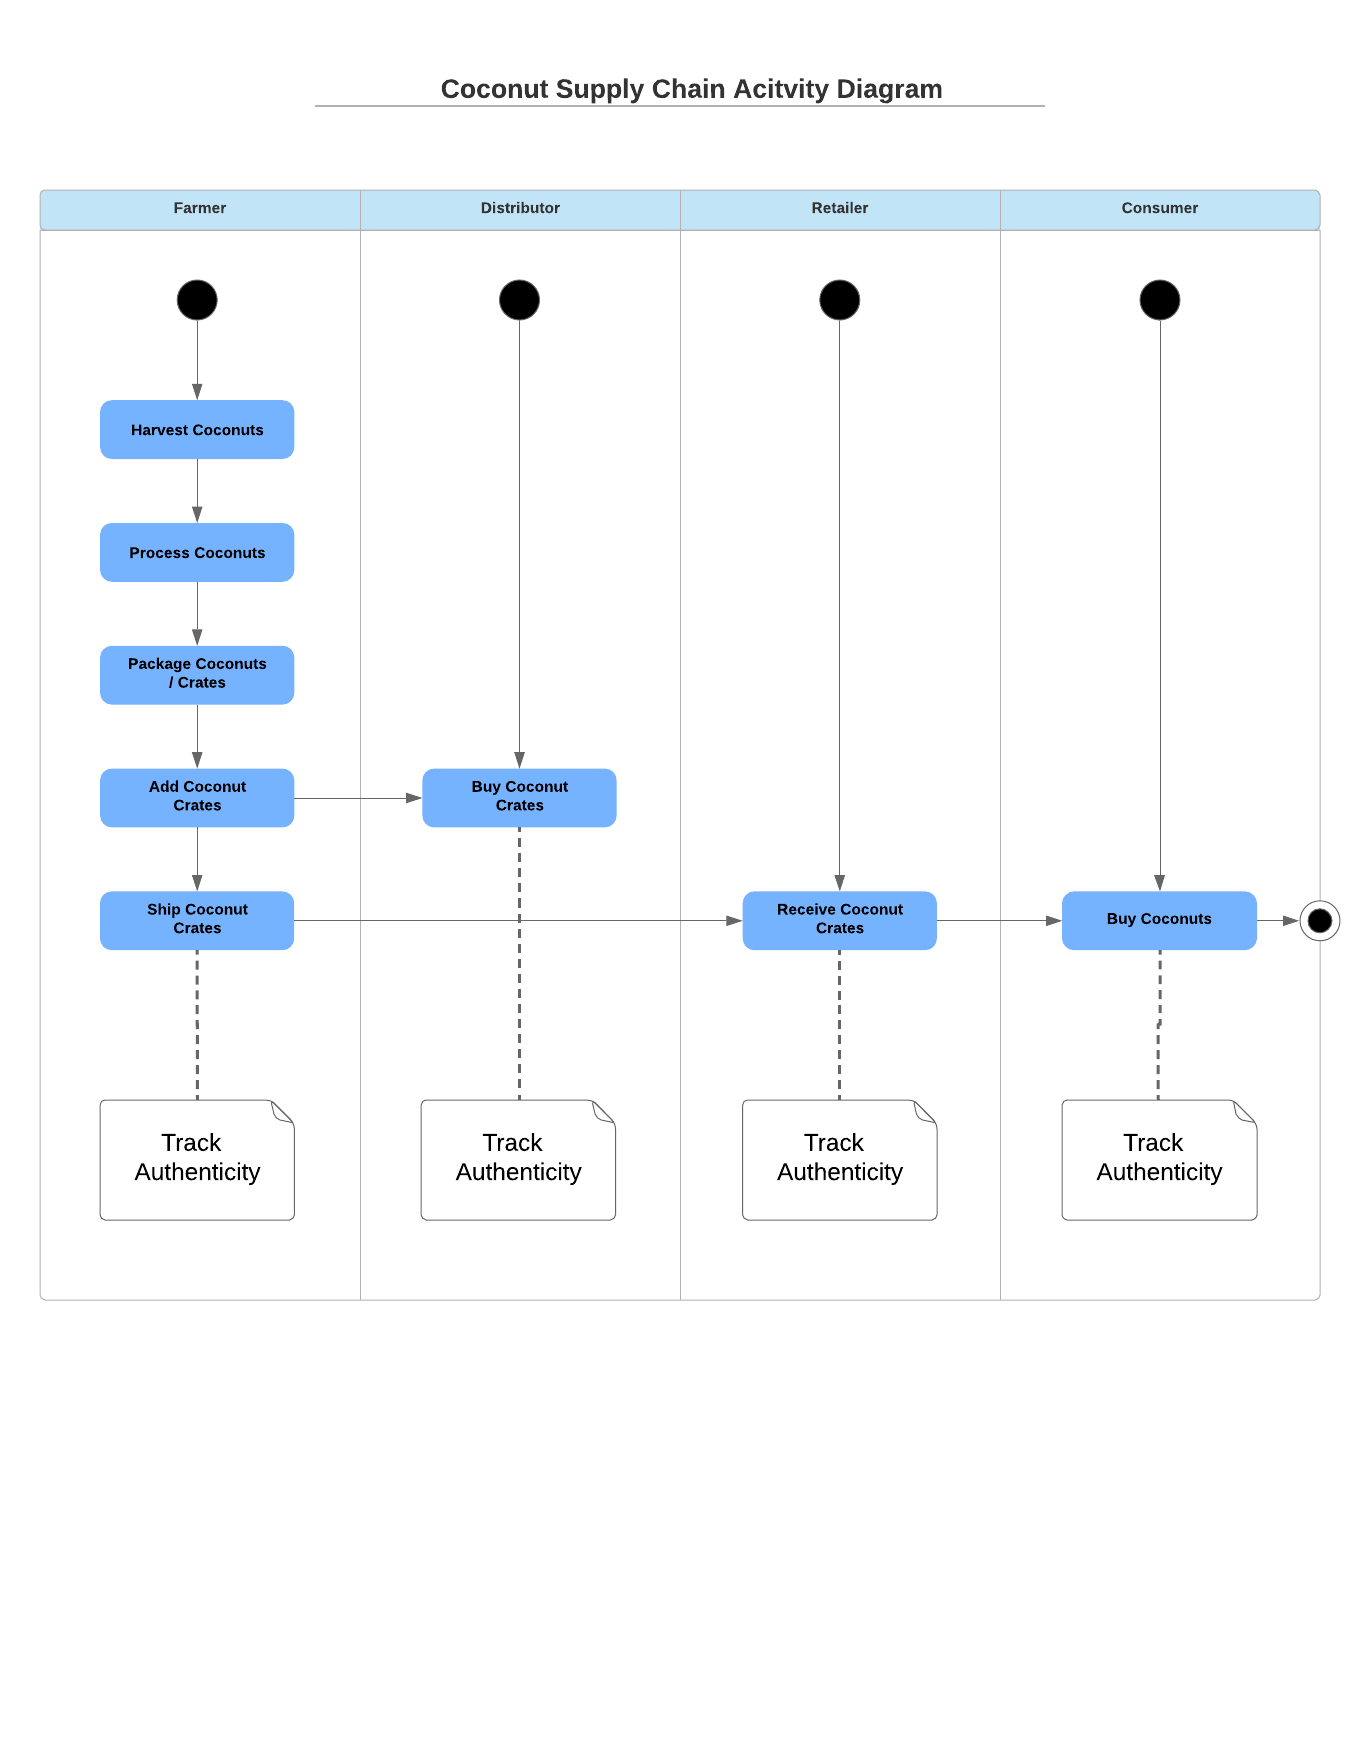 Coconut Supply Chain Acitvity Diagram
Farmer
Distributor
Retailer
Consumer
Harvest Coconuts
Process Coconuts
Package Coconuts
/ Crates
Add Coconut
Crates
Buy Coconut
Crates
Ship Coconut
Crates
Receive Coconut
Crates
Buy Coconuts
Track
Authenticity
Track
Authenticity
Track
Authenticity
Track
Authenticity